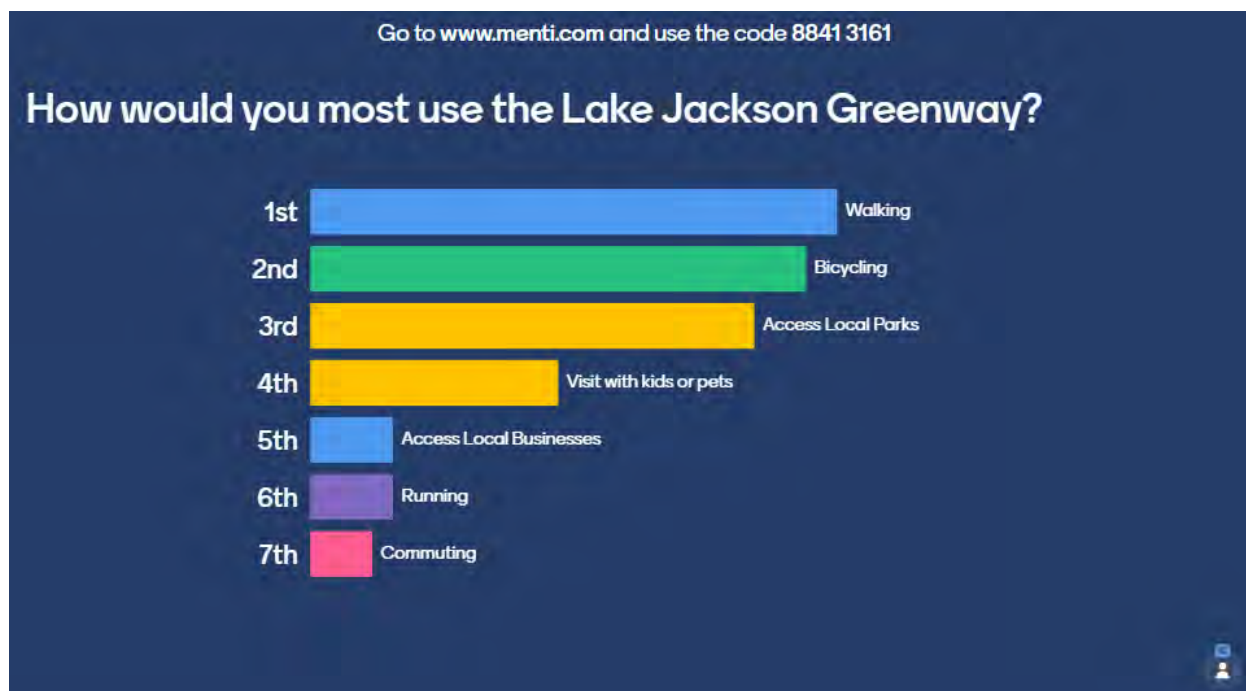 Go to www.menti.com and use the code 8841 3161
How would you most use the Lake Jackson Greenway?
1st Walking
2nd Bicycling
3rd Access Local Parks
4th Visit with kids or pets
5th Access Local Businesses
6th Running
7th Commuting